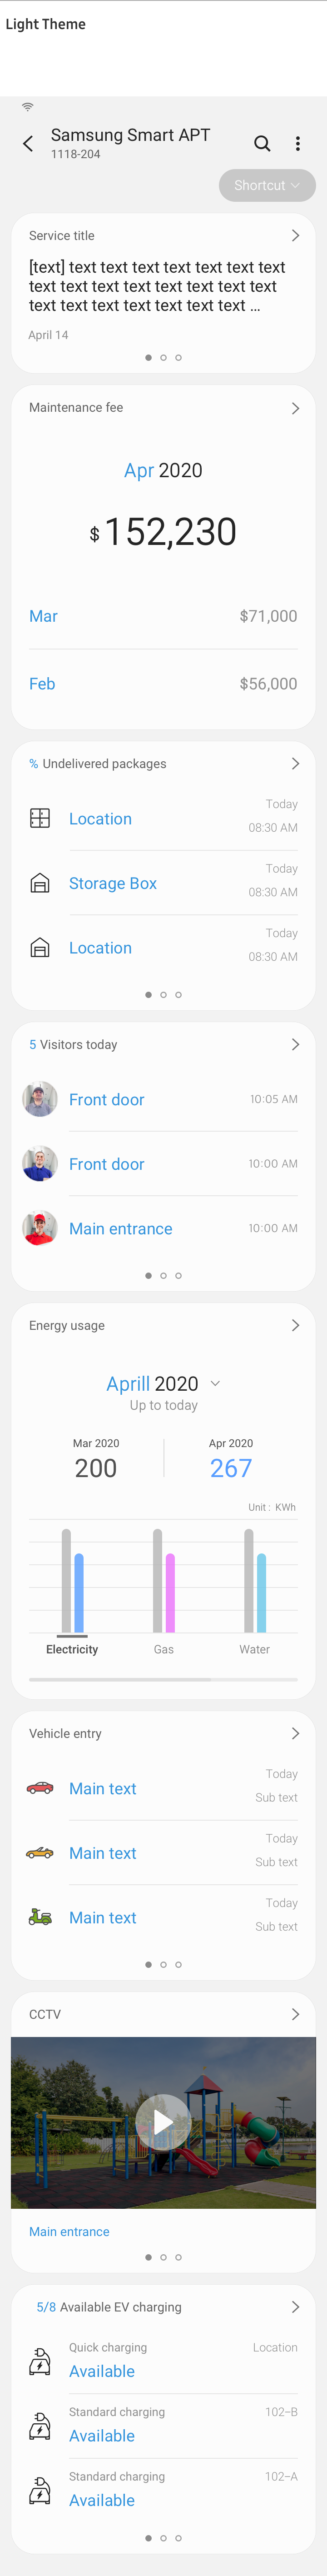 Light Theme
Samsung Smart APT
1118-204
Shortcut
Service title
[text] text text text text text text text
text text text text text text text text
text text text text text text text ...
April 14
Maintenance fee
Apr 2020
$152,230
Mar $71,000
Feb $56,000
% Undelivered packages
Today
Location
08:30 AM
Today
Storage Box
08:30 AM
Today
Location
08:30 AM
5 Visitors today
Front door 10:05 AM
Front door 10:00 AM
Main entrance 10:00 AM
Energy usage
Aprill 2020
Up to today
Mar 2020 Apr 2020
200 267
Unit : KWh
Electricity Gas Water
Vehicle entry
Today
Main text
Sub text
Today
Main text
Sub text
Today
Main text
Sub text
CCTV
Main entrance
5/8 Available EV charging
Quick charging Location
Available
Standard charging 102-B
Available
Standard charging 102-A
Available